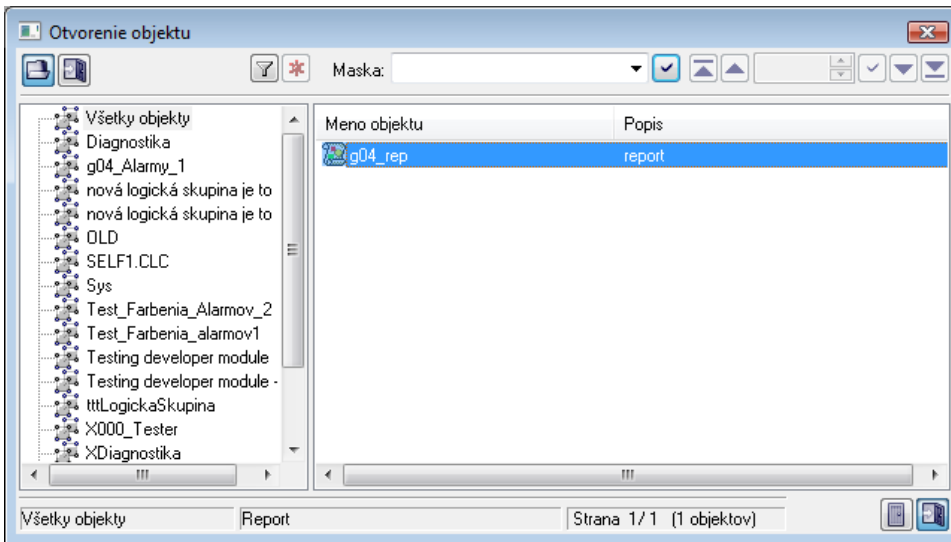 Otvorenie objektu
Maska:
Všetky objekty
Diagnostika
g04_Alarmy_1
nová logická skupina je to
nová logická skupina je to
OLD
SELF1.CLC
Sys
Test_Farbenia_Alarmov_2
Test_Farbenia_alarmov1
Testing developer module
Testing developer module -
tttLogickaSkupina
X000_Tester
XDiagnostika
Meno objektu Popis
g04_rep report
Všetky objekty Report Strana 1/ 1 (1 objektov)